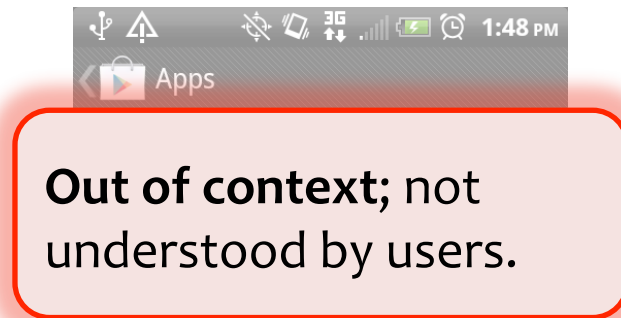 3G 1:48 PM
Apps
Out of context; not
understood by users.